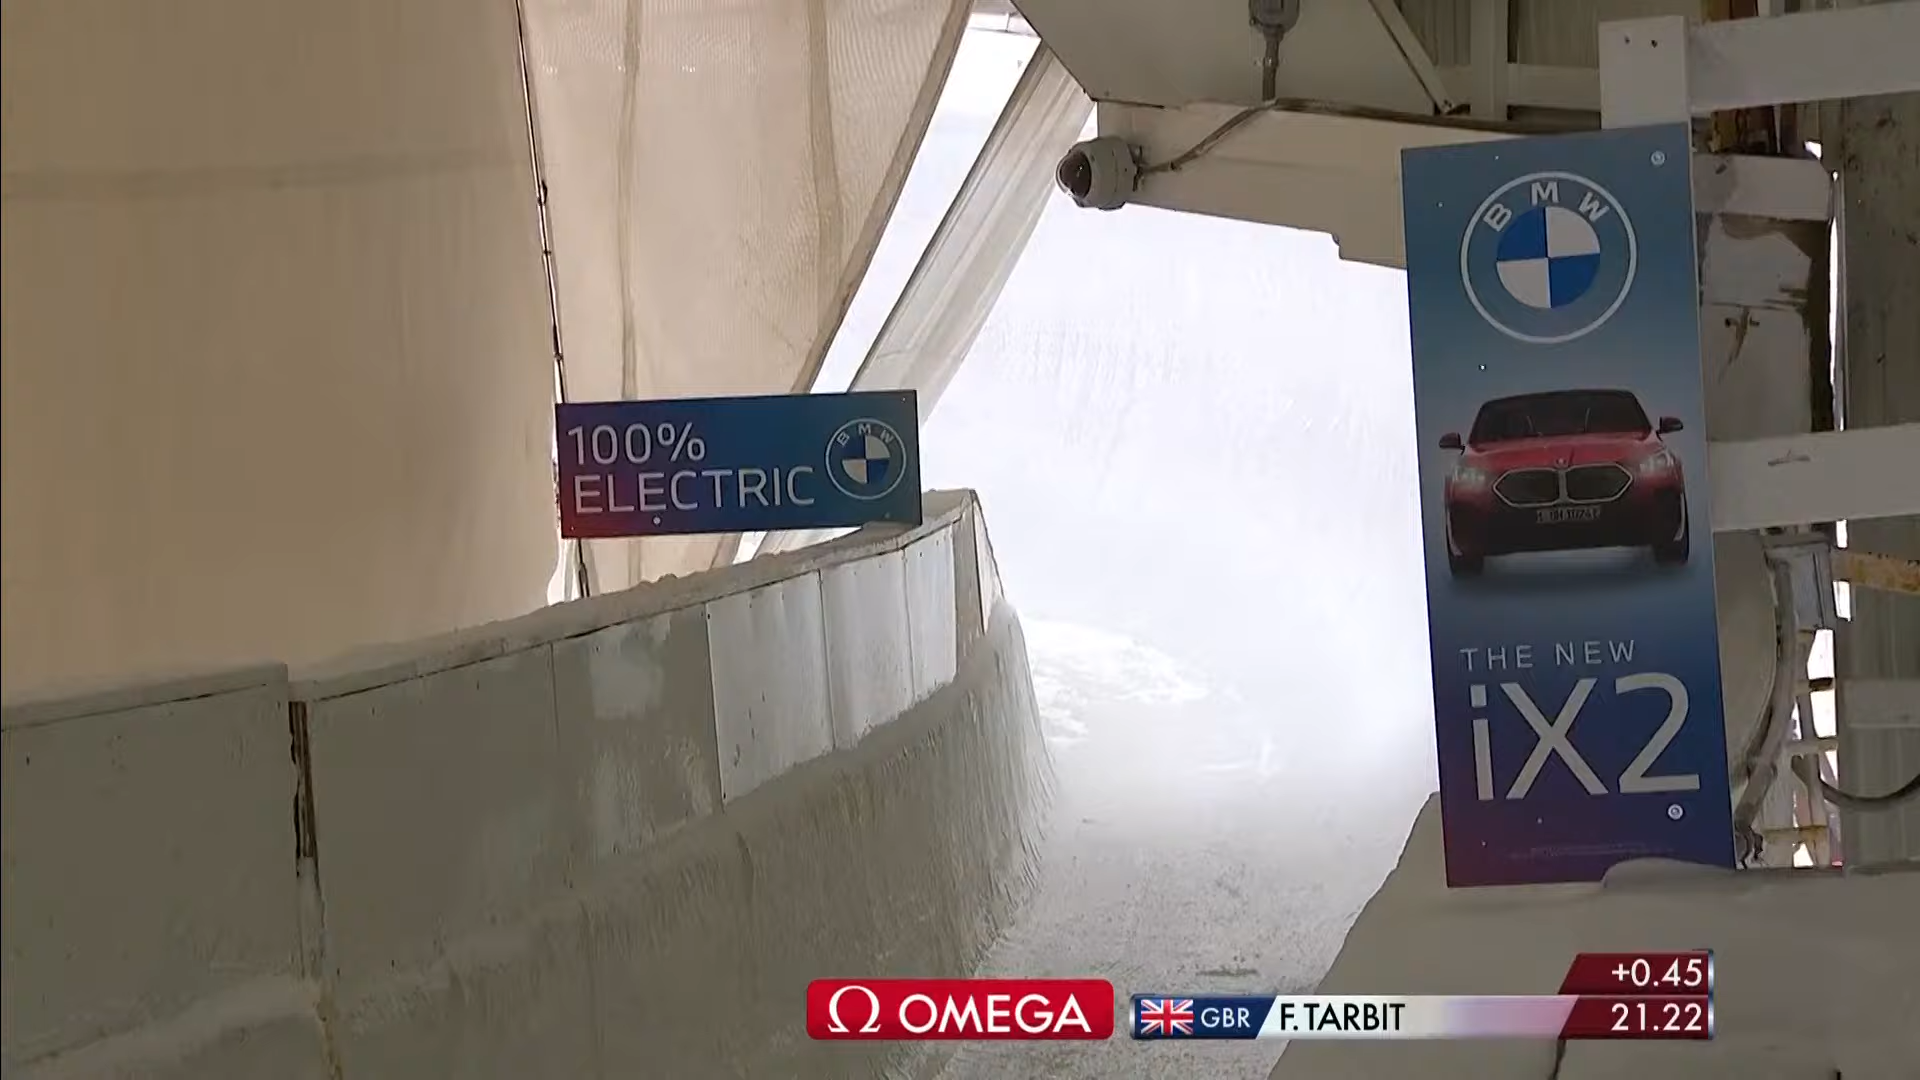 BMW
100%
ELECTRIC
BMW
THE NEW
iX2
+0.45
Ω OMEGA
GBR F. TARBIT
21.22